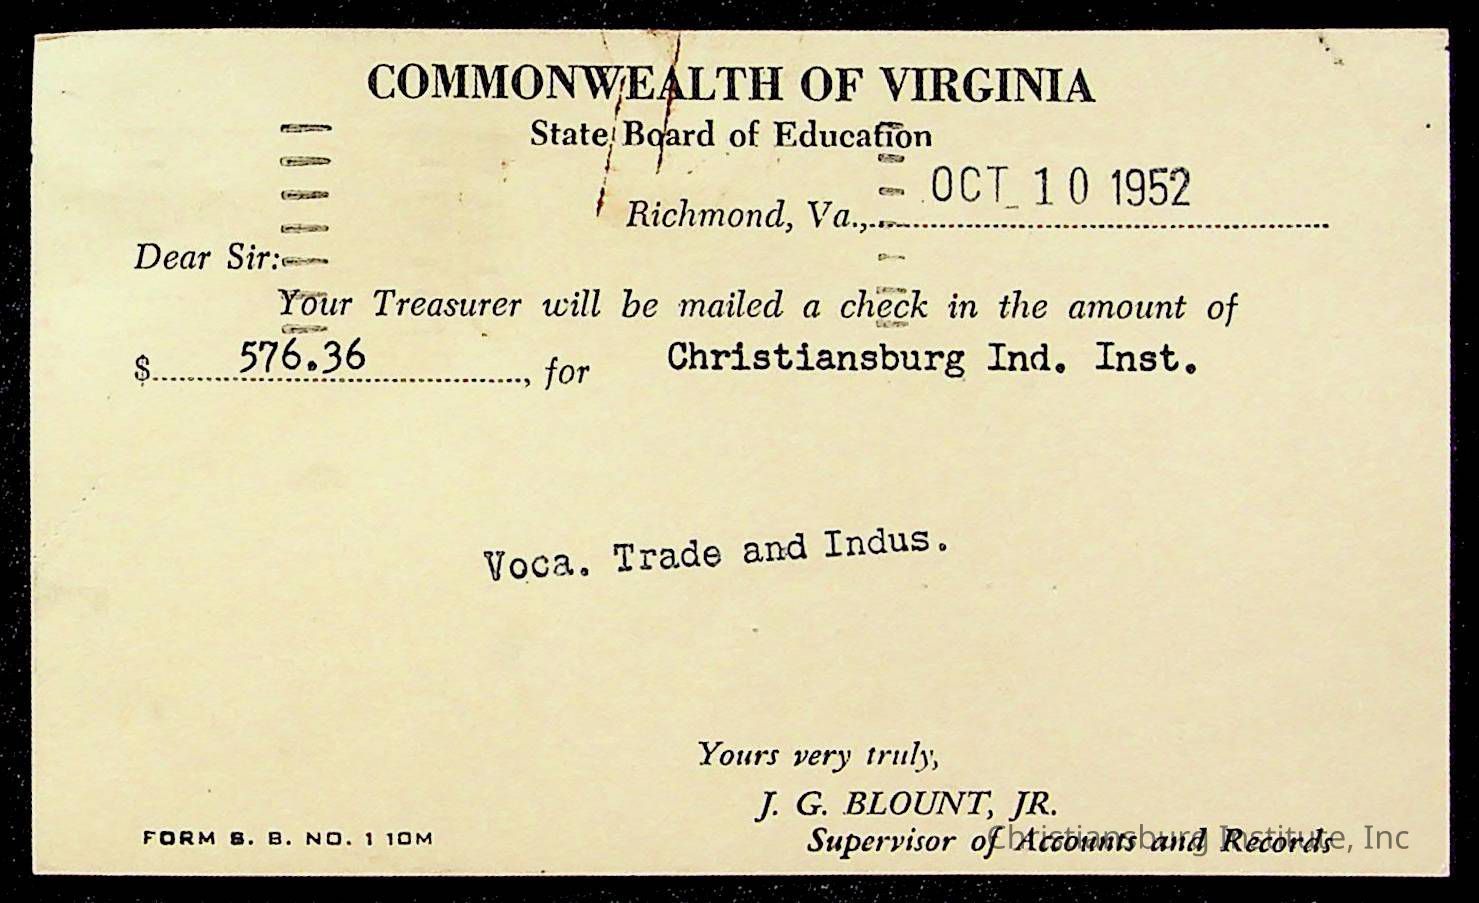 COMMONWEALTH OF VIRGINIA
State Board of Education
Richmond, Va., OCT 10 1952
Dear Sir:
Your Treasurer will be mailed a check in the amount of
$ 576.36, for Christiansburg Ind. Inst.
Voca. Trade and Indus.
Yours very truly,
J. G. BLOUNT, JR.
Supervisor of Accounts and Records
FORM S. B. NO. 1 10M
Christiansburg Institute, Inc